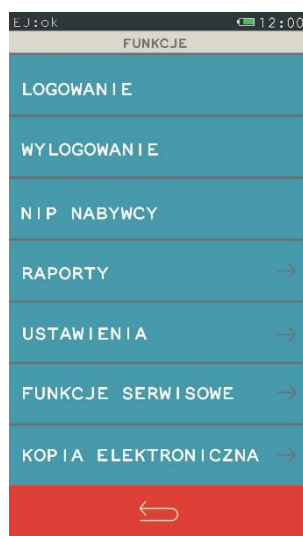 EJ:ok 12:00
FUNKCJE
LOGOWANIE
WYLOGOWANIE
NIP NABYWCY
RAPORTY
USTAWIENIA
FUNKCJE SERWISOWE
KOPIA ELEKTRONICZNA